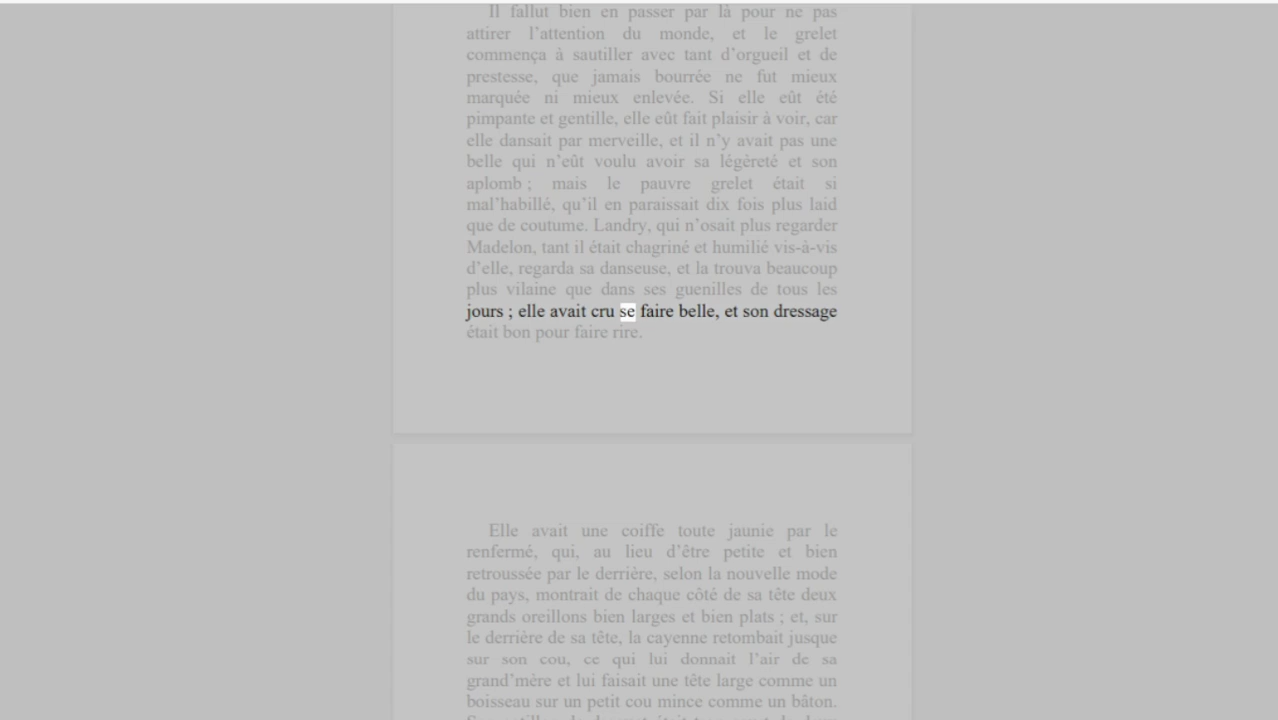 Il fallut bien en passer par là pour ne pas
attirer l’attention du monde, et le grelet
commença à sautiller avec tant d’orgueil et de
prestesse, que jamais bourrée ne fut mieux
marquée ni mieux enlevée. Si elle eût été
pimpante et gentille, elle eût fait plaisir à voir, car
elle dansait par merveille, et il n’y avait pas une
belle qui n’eût voulu avoir sa légèreté et son
aplomb ; mais le pauvre grelet était si
mal’habillé, qu’il en paraissait dix fois plus laid
que de coutume. Landry, qui n’osait plus regarder
Madelon, tant il était chagriné et humilié vis-à-vis
d’elle, regarda sa danseuse, et la trouva beaucoup
plus vilaine que dans ses guenilles de tous les
jours ; elle avait cru se faire belle, et son dressage
était bon pour faire rire.
Elle avait une coiffe toute jaunie par le
renfermé, qui, au lieu d’être petite et bien
retroussée par le derrière, selon la nouvelle mode
du pays, montrait de chaque côté de sa tête deux
grands oreillons bien larges et bien plats ; et, sur
le derrière de sa tête, la cayenne retombait jusque
sur son cou, ce qui lui donnait l’air de sa
grand’mère et lui faisait une tête large comme un
boisseau sur un petit cou mince comme un bâton.